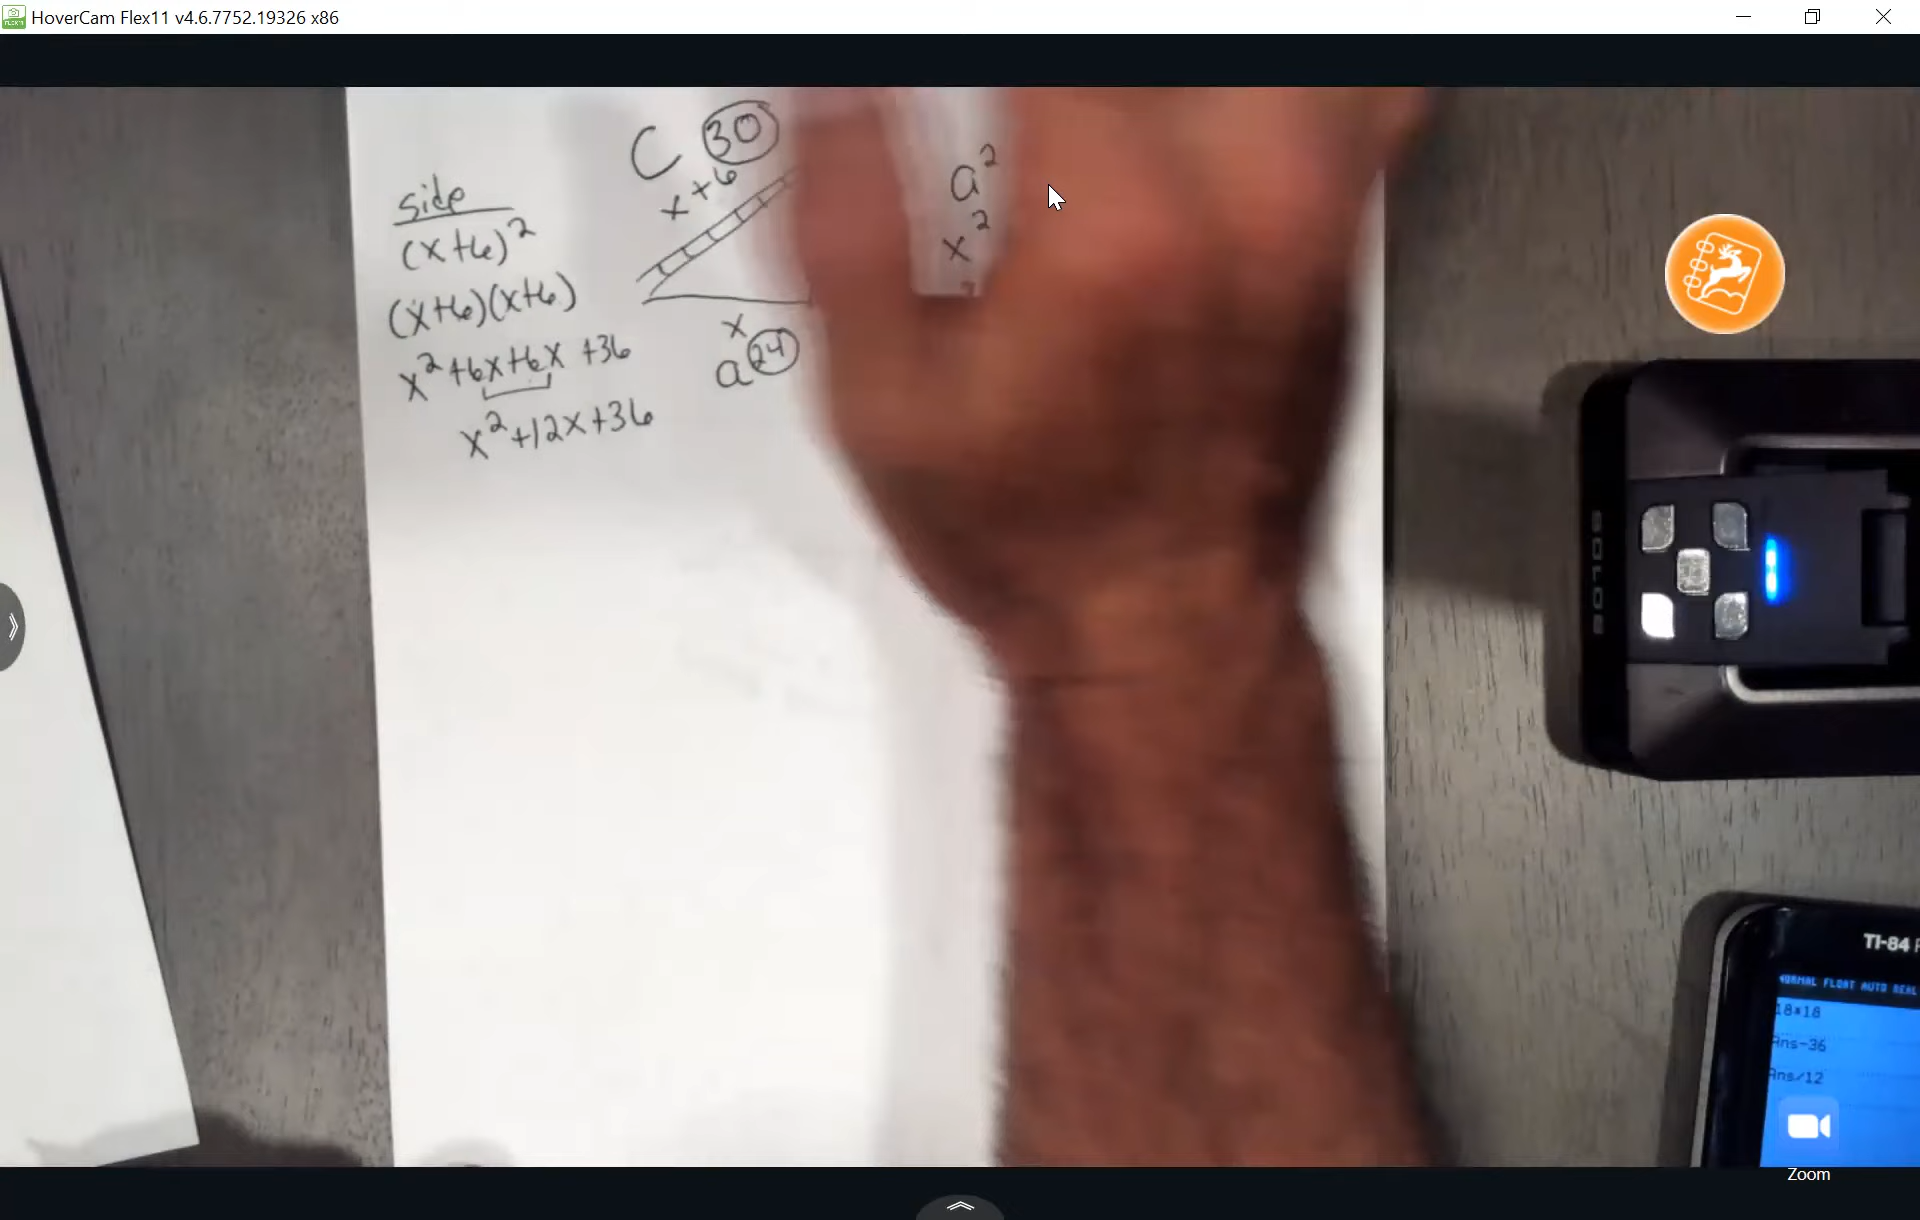 HoverCam Flex11 v4.6.7752.19326 x86
side
(x+6)²
(x+6)(x+6)
x²+6x+6x +36
x²+12x+36
C 30
x+6
x
a 24
a²
x²
SOLO8
TI-84
NORMAL FLOAT AUTO REAL
18*18
Ans-36
Ans/12
Zoom